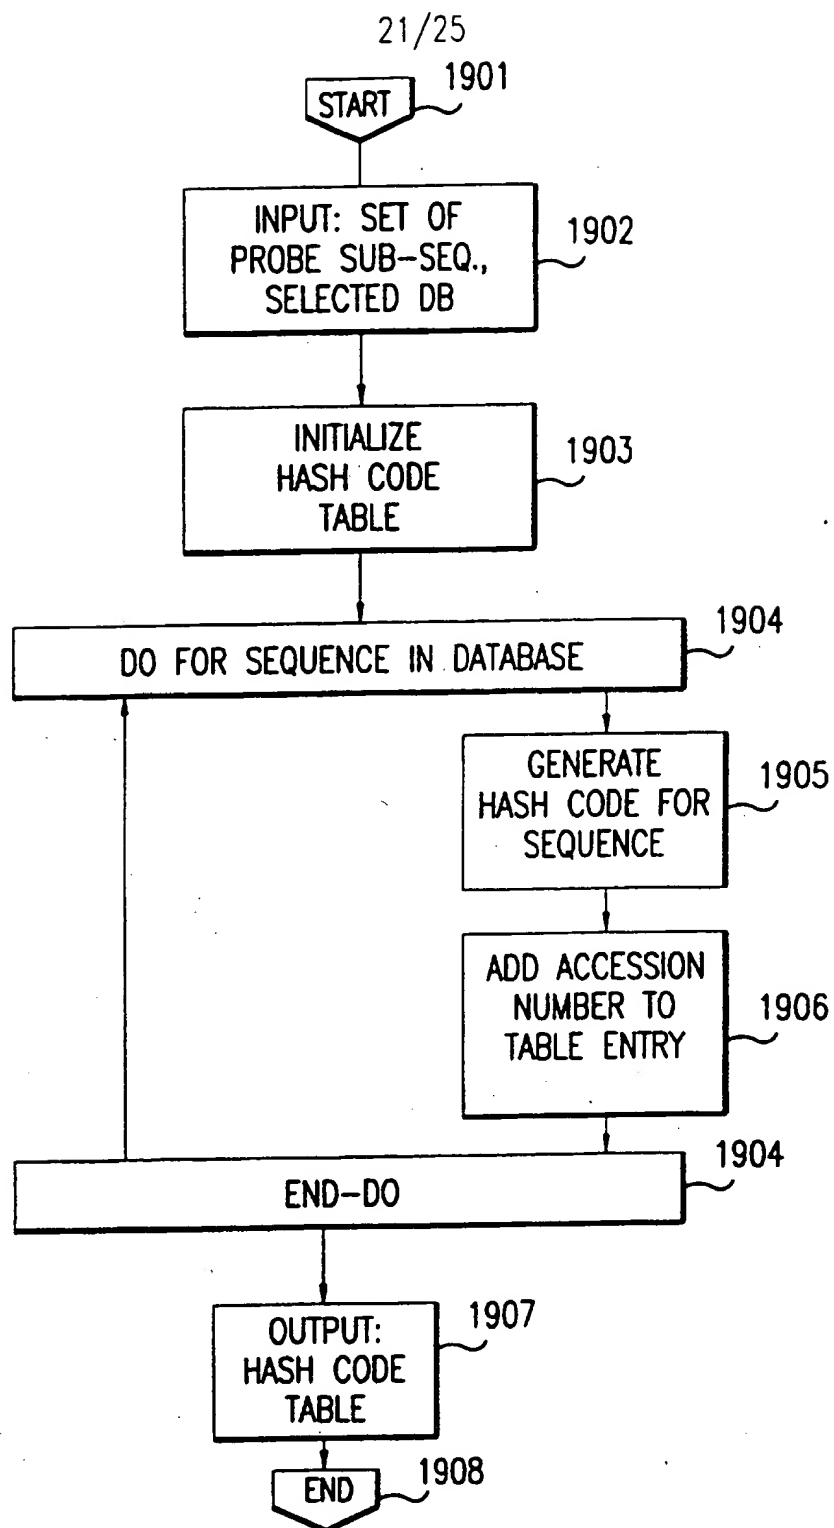 21/25
START
1901
INPUT: SET OF
PROBE SUB-SEQ.,
SELECTED DB
1902
INITIALIZE
HASH CODE
TABLE
1903
DO FOR SEQUENCE IN DATABASE
1904
GENERATE
HASH CODE FOR
SEQUENCE
1905
ADD ACCESSION
NUMBER TO
TABLE ENTRY
1906
END-DO
1904
OUTPUT:
HASH CODE
TABLE
1907
END
1908